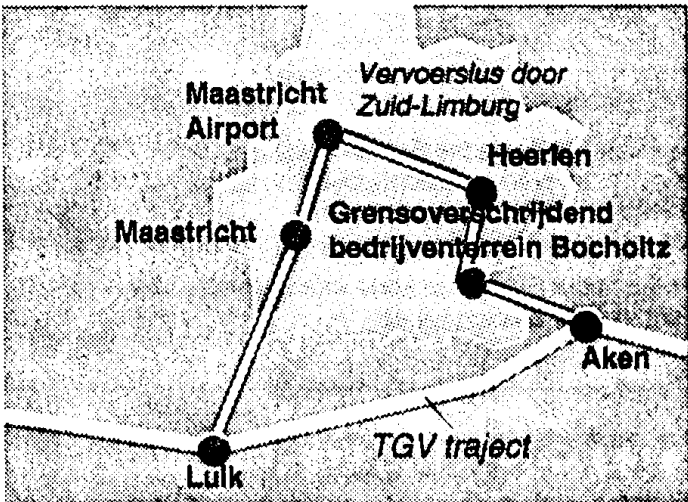 Maastricht
Airport
Vervoerslus door
Zuid-Limburg
Heerlen
Maastricht
Grensoverschrijdend
bedrijventerrein Bocholtz
Aken
TGV traject
Luik